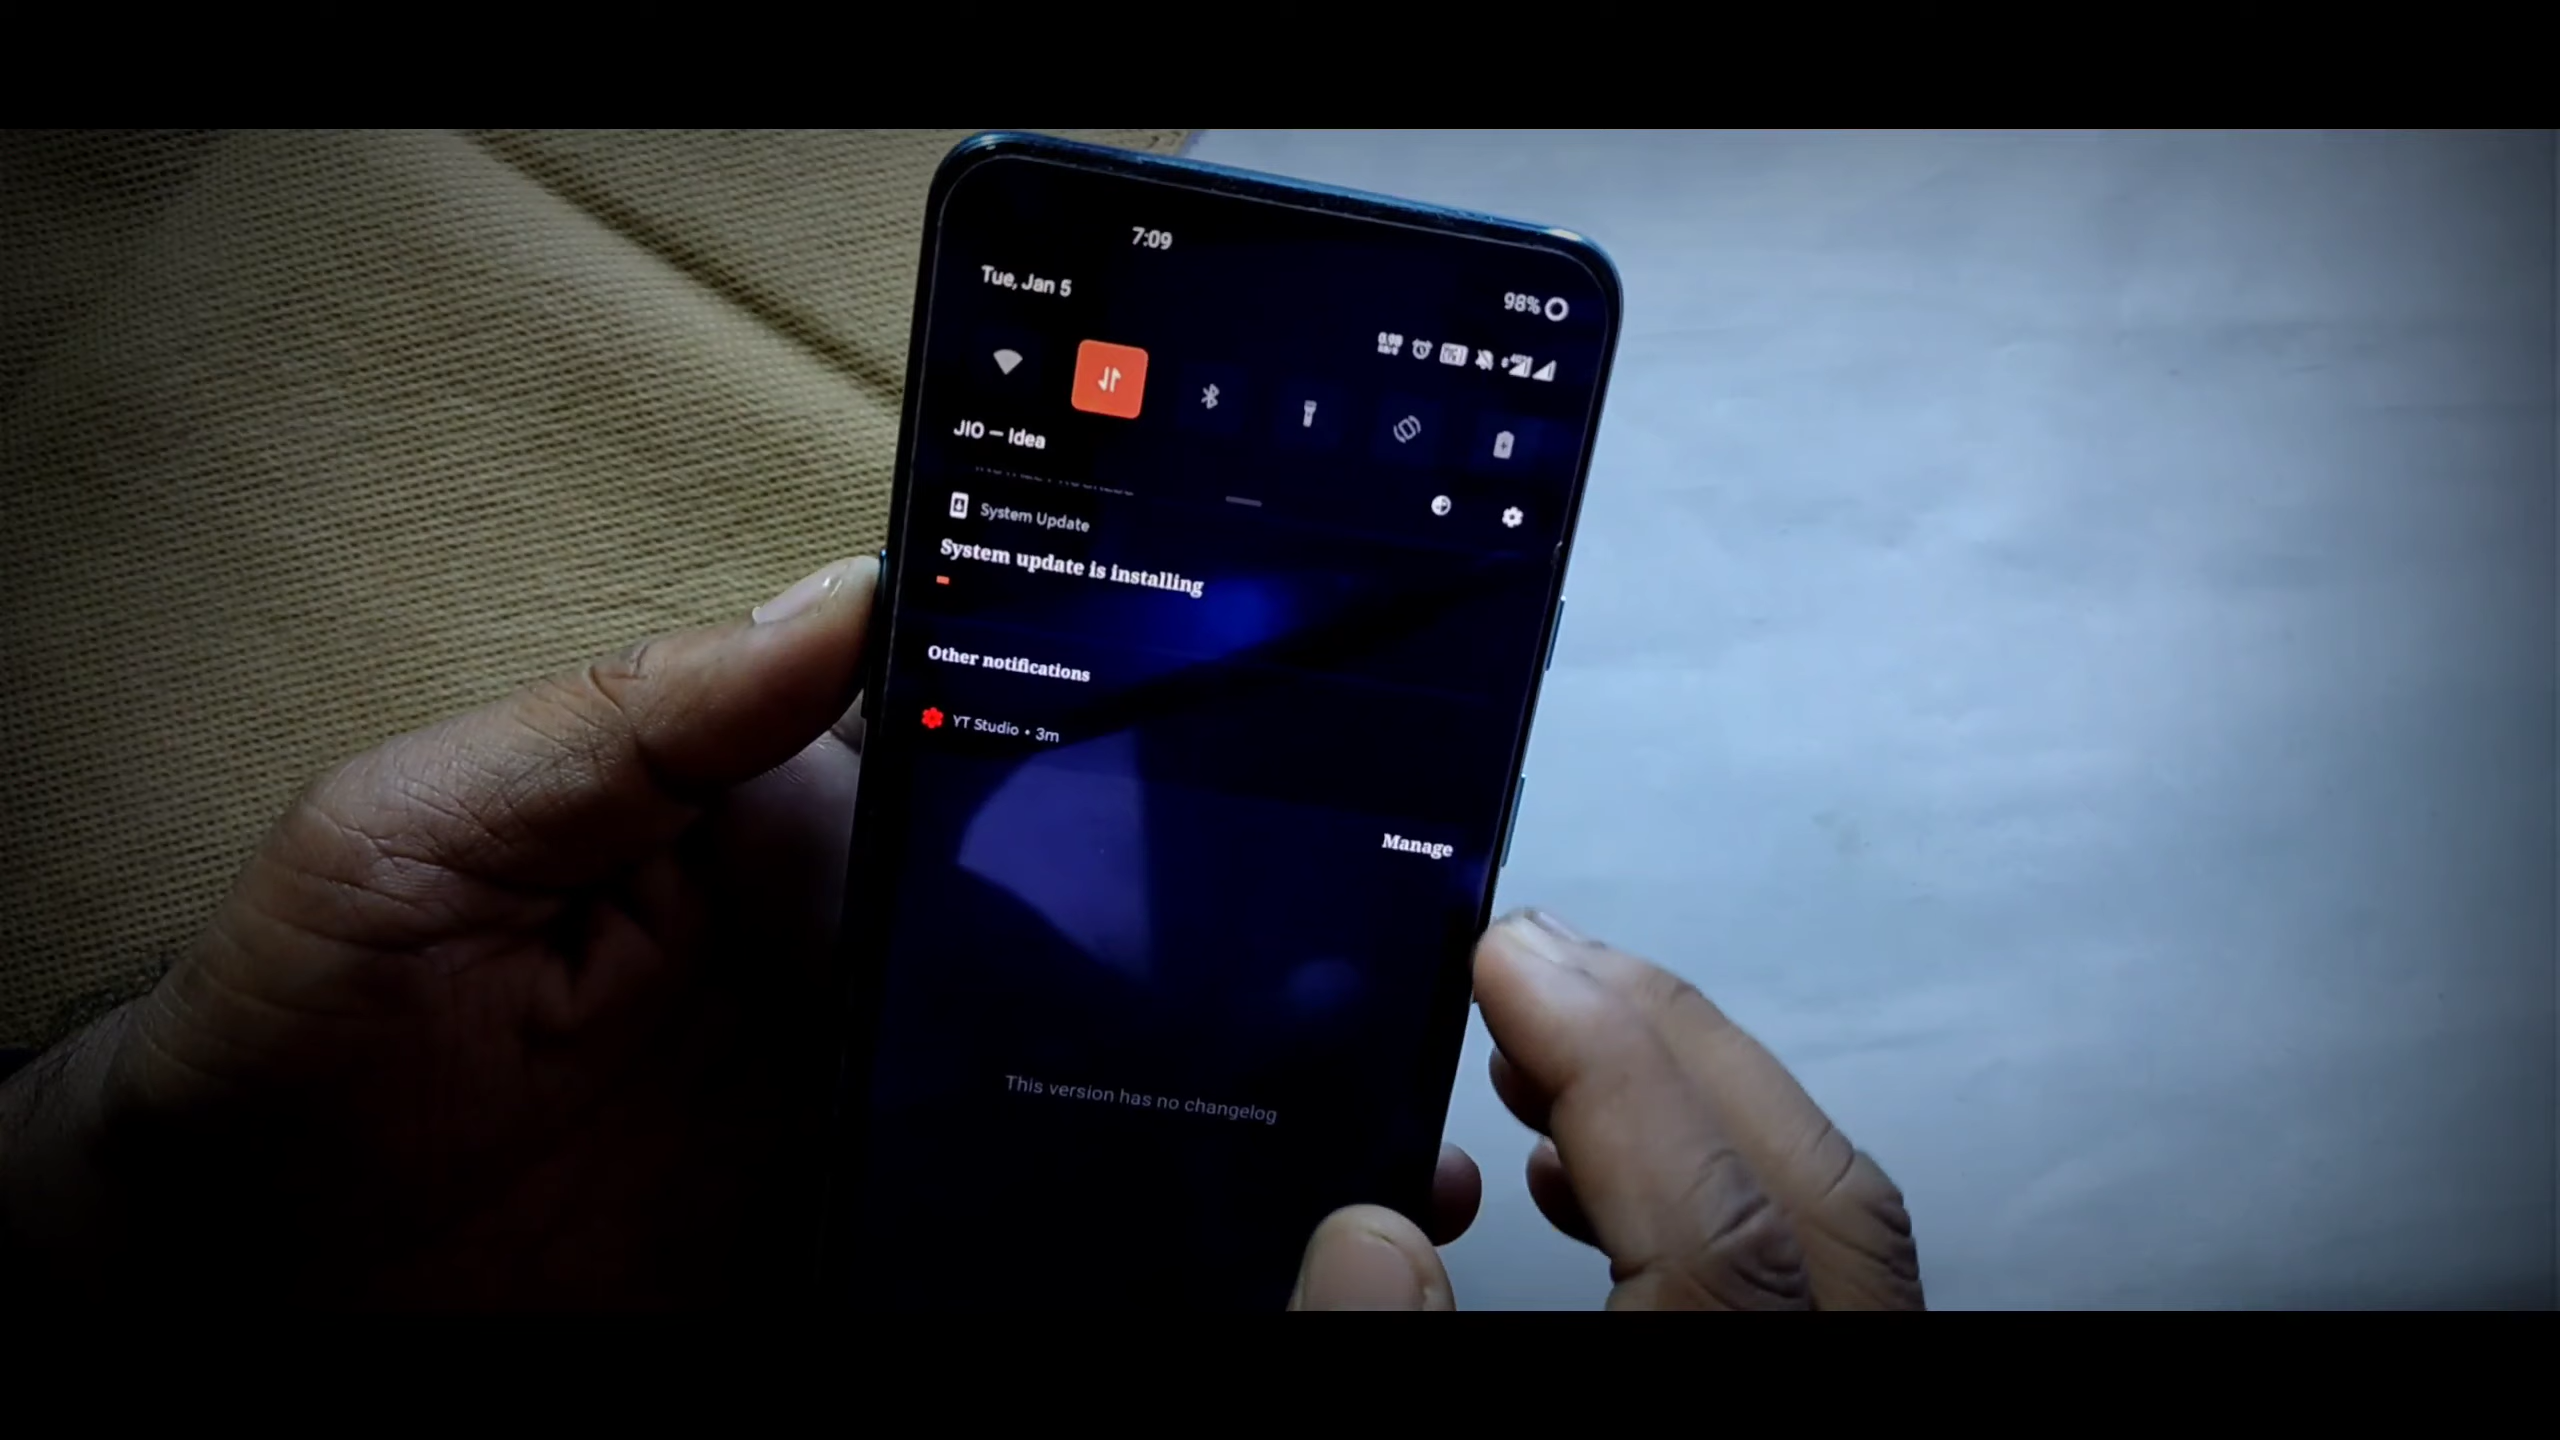 7:09
Tue, Jan 5
98%
JIO — Idea
System Update
System update is installing
Other notifications
YT Studio • 3m
Manage
This version has no changelog